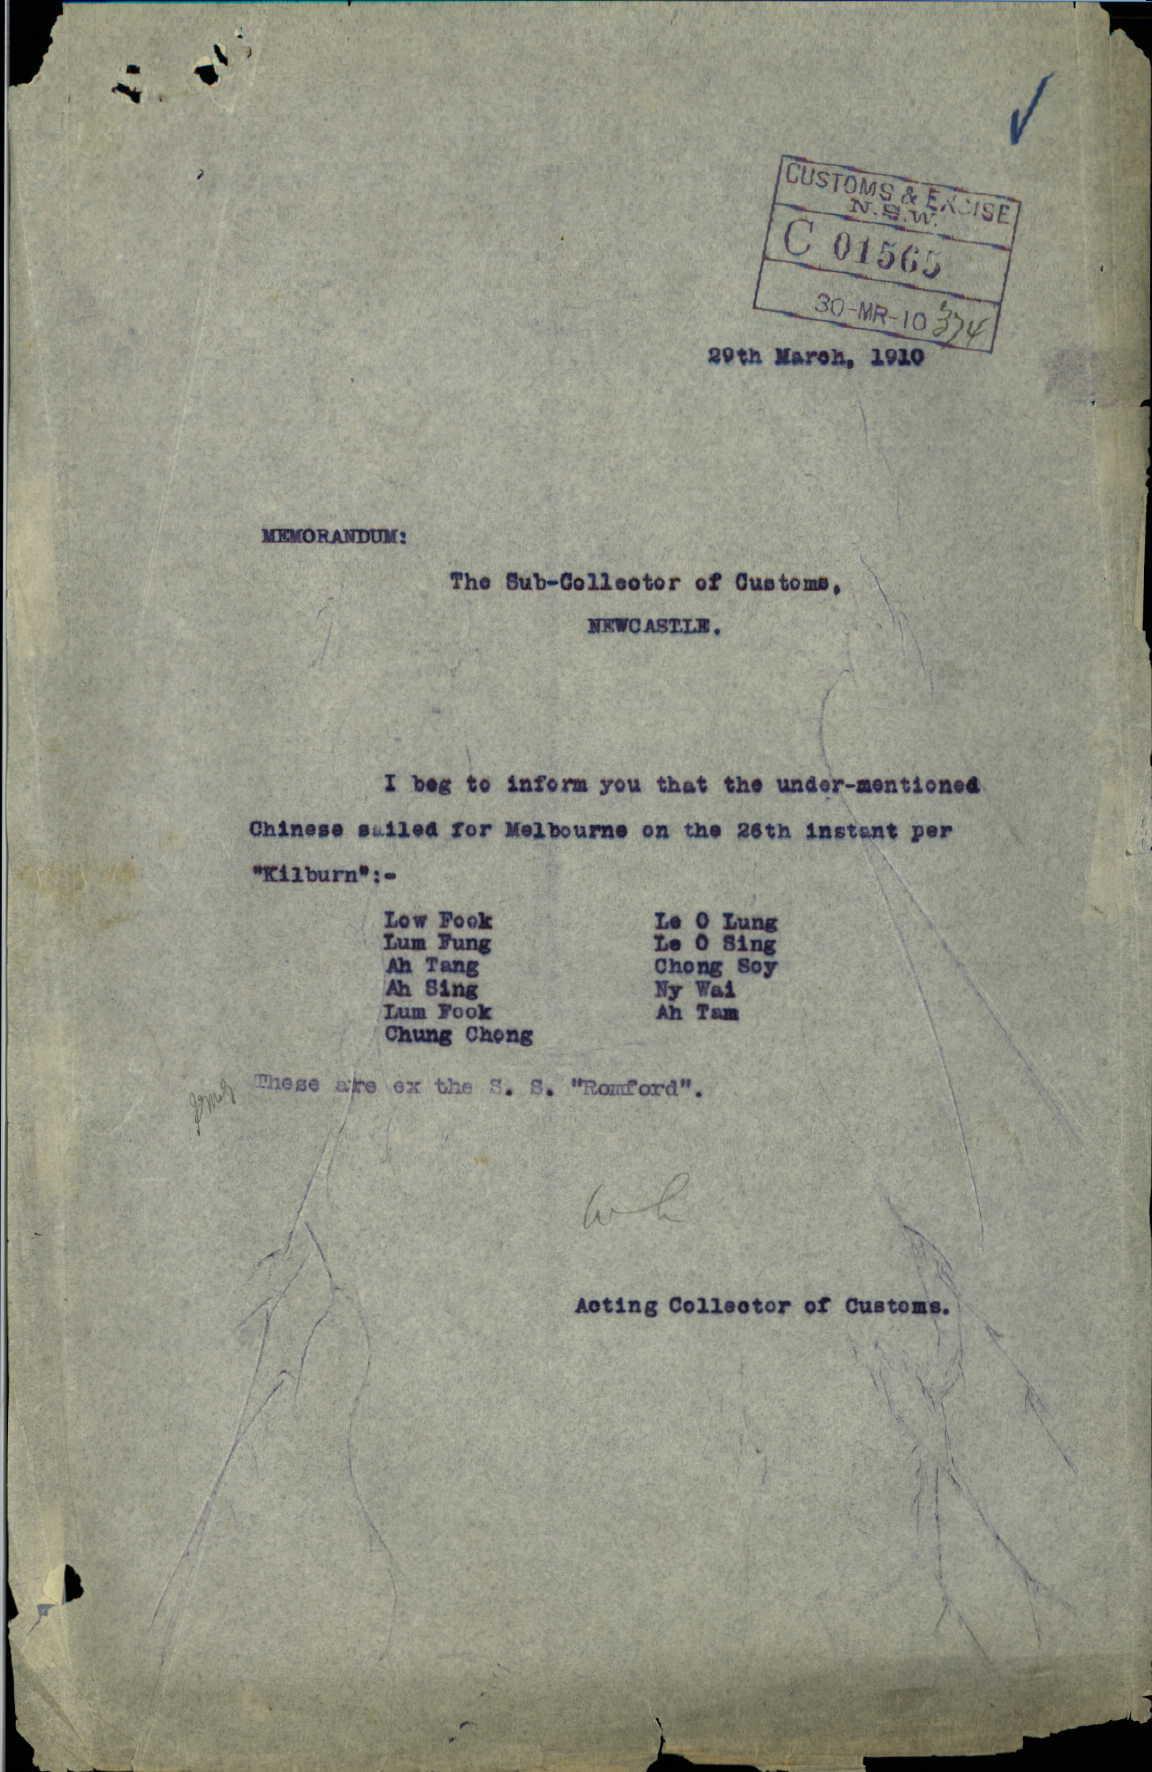 CUSTOMS & EXCISE
N.S.W.
C 01565
30-MR-10 374
29th March, 1910
MEMORANDUM:
The Sub-Collector of Customs,
NEWCASTLE.
I beg to inform you that the under-mentioned
Chinese sailed for Melbourne on the 26th instant per
"Kilburn":-
Low Fook Le O Lung
Lum Fung Le O Sing
Ah Tang Chong Soy
Ah Sing Ny Wai
Lum Fook Ah Tam
Chung Chong
These are ex the S. S. "Romford".
Acting Collector of Customs.